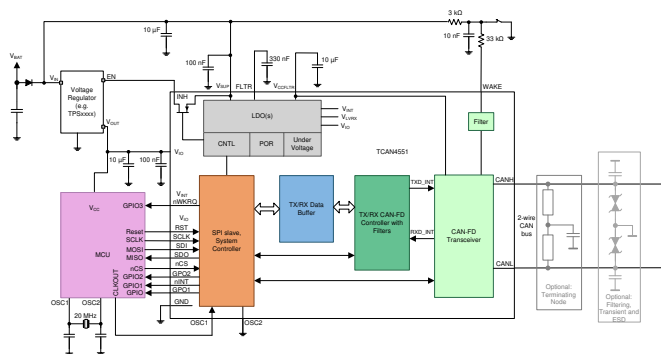 3 kΩ
10 µF
10 nF
33 kΩ
100 nF
330 nF
10 µF
VBAT
VIN
EN
Voltage
Regulator
(e.g.
TPSxxxx)
VOUT
INH
VSUP
FLTR
VCCFLTR
WAKE
LDO(s)
VINT
VLVRX
VIO
CNTL
POR
Under
Voltage
Filter
TCAN4551
VIO
10 µF
100 nF
VCC
MCU
GPIO3
VINT
nWKRQ
VIO
Reset
RST
SCLK
SCLK
MOSI
SDI
MISO
SDO
nCS
nCS
GPIO2
GPO2
GPIO1
nINT
GPIO
GPO1
GND
CLKOUT
OSC1
OSC2
20 MHz
OSC1
OSC2
SPI slave,
System
Controller
TX/RX Data
Buffer
TX/RX CAN-FD
Controller with
Filters
TXD_INT
RXD_INT
CAN-FD
Transceiver
CANH
CANL
2-wire
CAN
bus
Optional:
Terminating
Node
Optional:
Filtering,
Transient and
ESD